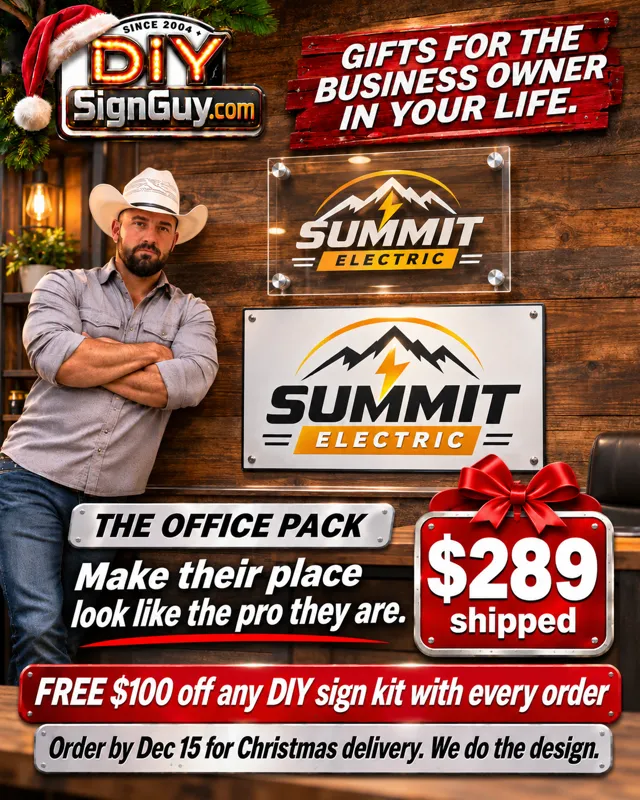 SINCE 2004
DIY
SignGuy.com
GIFTS FOR THE
BUSINESS OWNER
IN YOUR LIFE.
SUMMIT
ELECTRIC
SUMMIT
ELECTRIC
THE OFFICE PACK
Make their place
look like the pro they are.
$289
shipped
FREE $100 off any DIY sign kit with every order
Order by Dec 15 for Christmas delivery. We do the design.